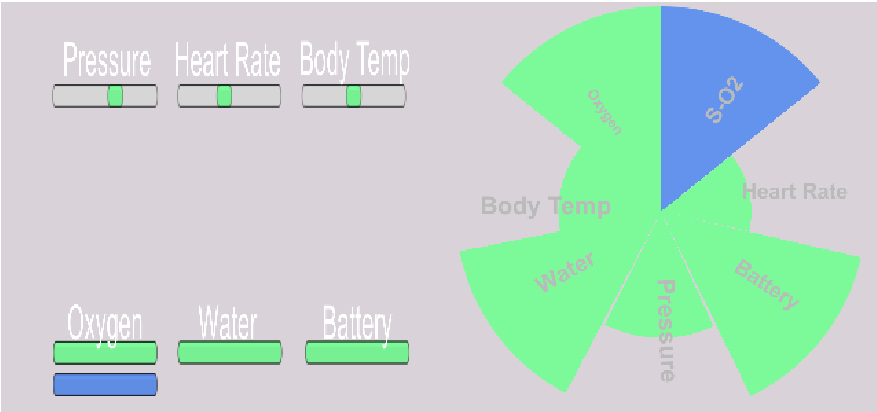 Pressure
Heart Rate
Body Temp
Oxygen
Water
Battery
Oxygen
S-O2
Body Temp
Heart Rate
Water
Pressure
Battery